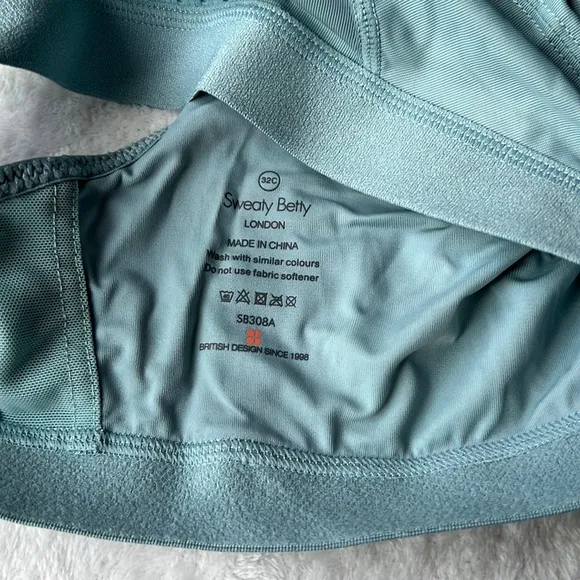 32C
Sweaty Betty
LONDON
MADE IN CHINA
Wash with similar colours
Do not use fabric softener
SB308A
BRITISH DESIGN SINCE 1998